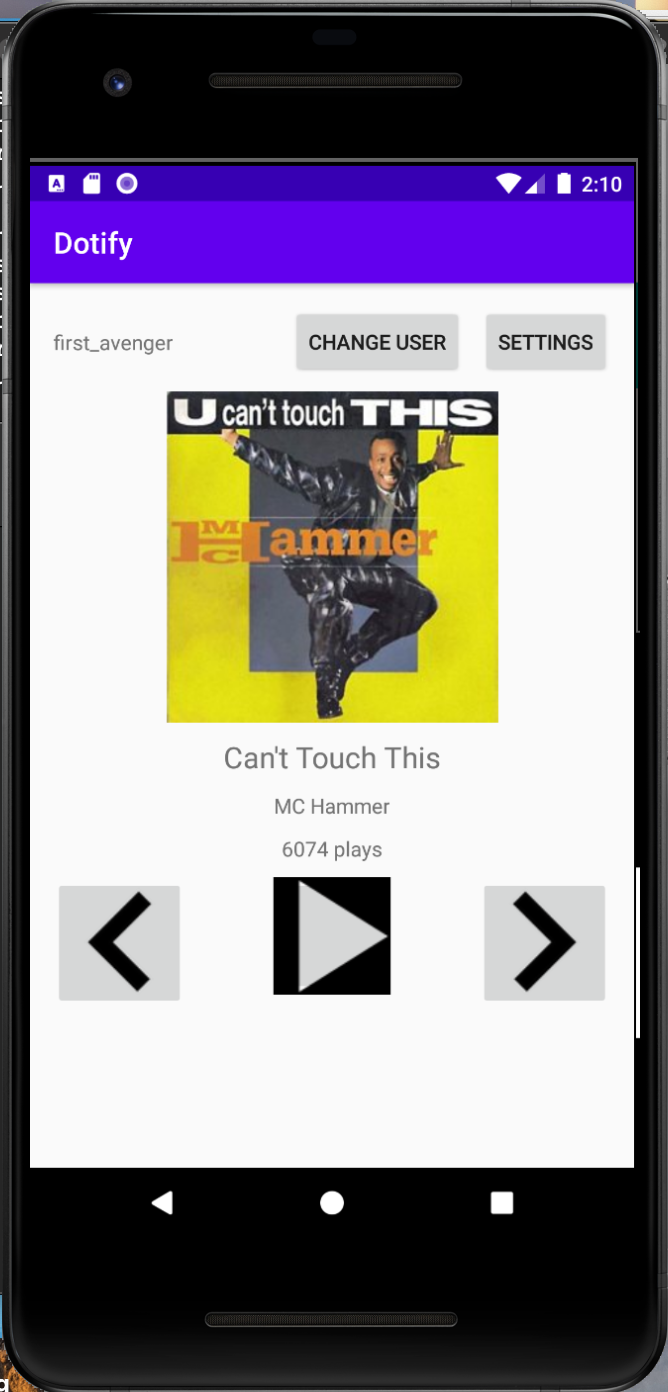 A
2:10
Dotify
first_avenger
CHANGE USER
SETTINGS
U can't touch THIS
MC Hammer
Can't Touch This
MC Hammer
6074 plays
g